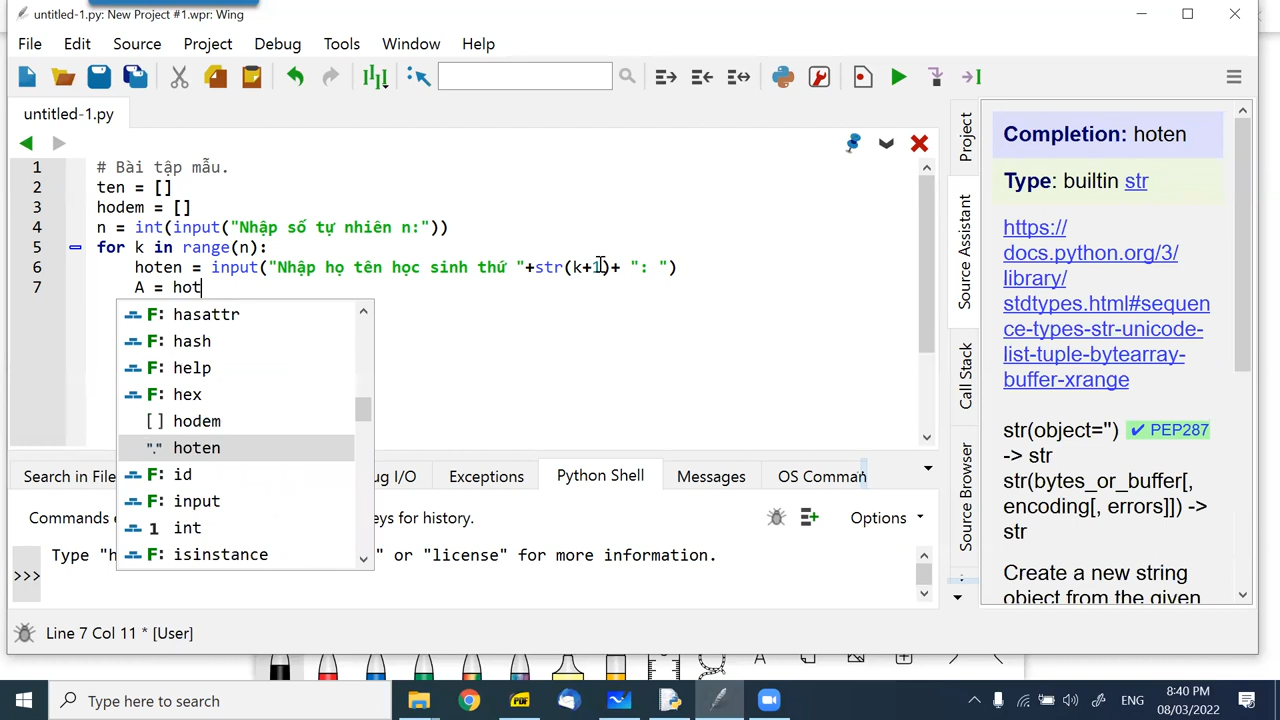 untitled-1.py: New Project #1.wpr: Wing
File Edit Source Project Debug Tools Window Help
untitled-1.py
1 # Bài tập mẫu.
2 ten = []
3 hodem = []
4 n = int(input("Nhập số tự nhiên n:"))
5 for k in range(n):
6 hoten = input("Nhập họ tên học sinh thứ "+str(k+1)+ ": ")
7 A = hot
F: hasattr
F: hash
F: help
F: hex
[] hodem
"." hoten
F: id
F: input
1 int
F: isinstance
Project
Source Assistant
Call Stack
Source Browser
Completion: hoten
Type: builtin str
https://
docs.python.org/3/
library/
stdtypes.html#sequen
ce-types-str-unicode-
list-tuple-bytearray-
buffer-xrange
str(object='') ✔ PEP287
-> str
str(bytes_or_buffer[,
encoding[, errors]]) ->
str
Create a new string
object from the given
Search in File
ug I/O Exceptions Python Shell Messages OS Comman
Commands e
eys for history. Options
Type "h
" or "license" for more information.
>>>
Line 7 Col 11 * [User]
Type here to search
PDF
ENG
8:40 PM
08/03/2022